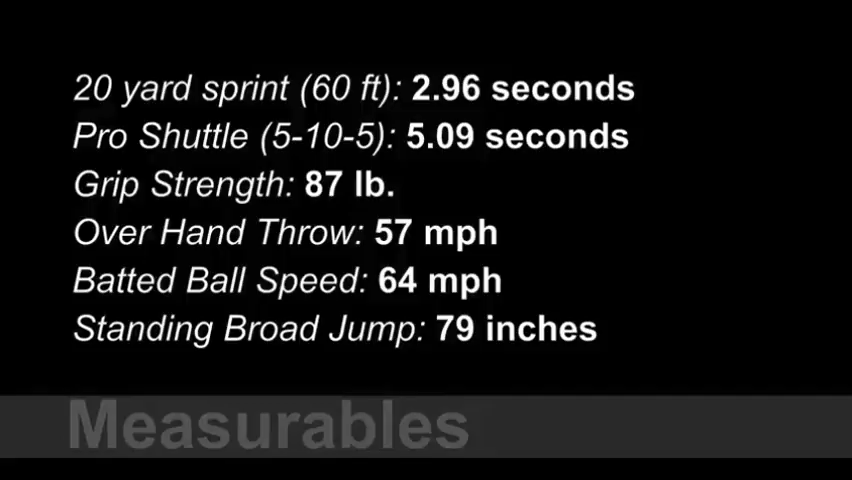 20 yard sprint (60 ft): 2.96 seconds
Pro Shuttle (5-10-5): 5.09 seconds
Grip Strength: 87 lb.
Over Hand Throw: 57 mph
Batted Ball Speed: 64 mph
Standing Broad Jump: 79 inches
Measurables